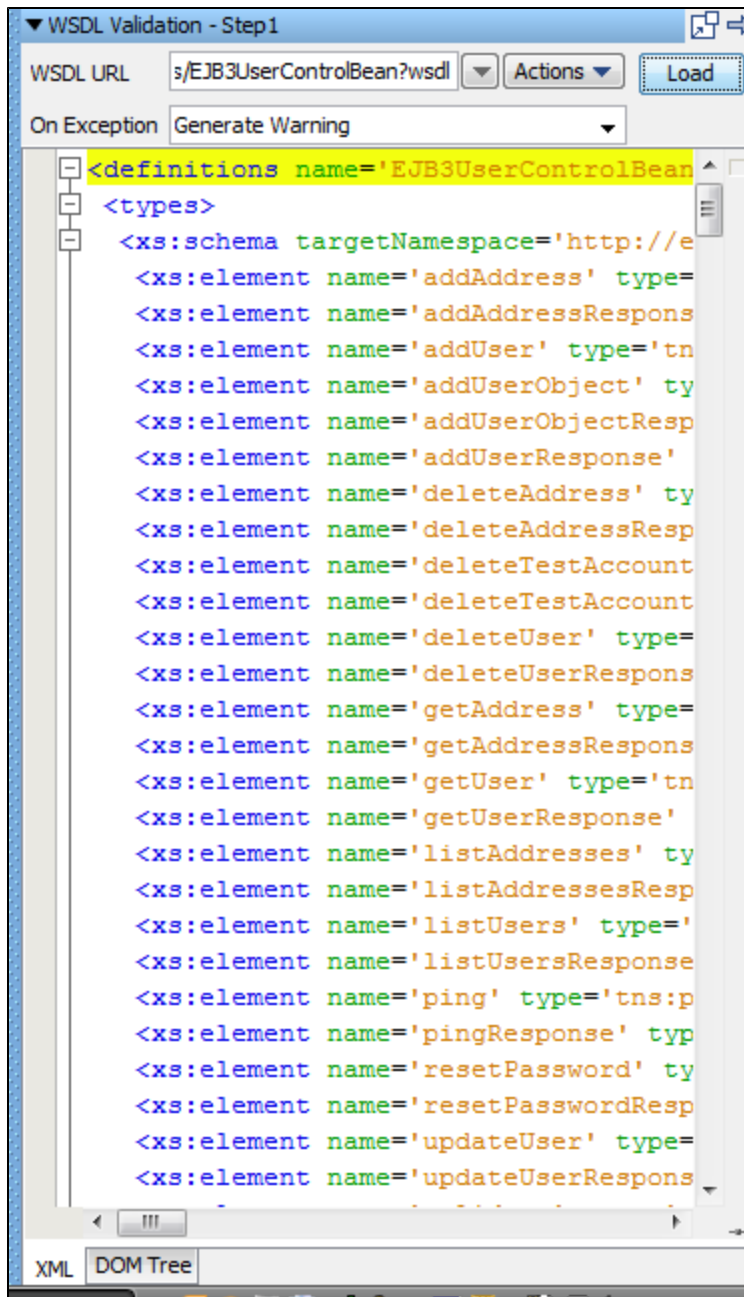 WSDL Validation - Step1
WSDL URL s/EJB3UserControlBean?wsdl Actions Load
On Exception Generate Warning
<definitions name='EJB3UserControlBean
<types>
<xs:schema targetNamespace='http://e
<xs:element name='addAddress' type=
<xs:element name='addAddressRespons
<xs:element name='addUser' type='tn
<xs:element name='addUserObject' ty
<xs:element name='addUserObjectResp
<xs:element name='addUserResponse'
<xs:element name='deleteAddress' ty
<xs:element name='deleteAddressResp
<xs:element name='deleteTestAccount
<xs:element name='deleteTestAccount
<xs:element name='deleteUser' type=
<xs:element name='deleteUserRespons
<xs:element name='getAddress' type=
<xs:element name='getAddressRespons
<xs:element name='getUser' type='tn
<xs:element name='getUserResponse'
<xs:element name='listAddresses' ty
<xs:element name='listAddressesResp
<xs:element name='listUsers' type='
<xs:element name='listUsersResponse
<xs:element name='ping' type='tns:p
<xs:element name='pingResponse' typ
<xs:element name='resetPassword' ty
<xs:element name='resetPasswordResp
<xs:element name='updateUser' type=
<xs:element name='updateUserRespons
XML DOM Tree